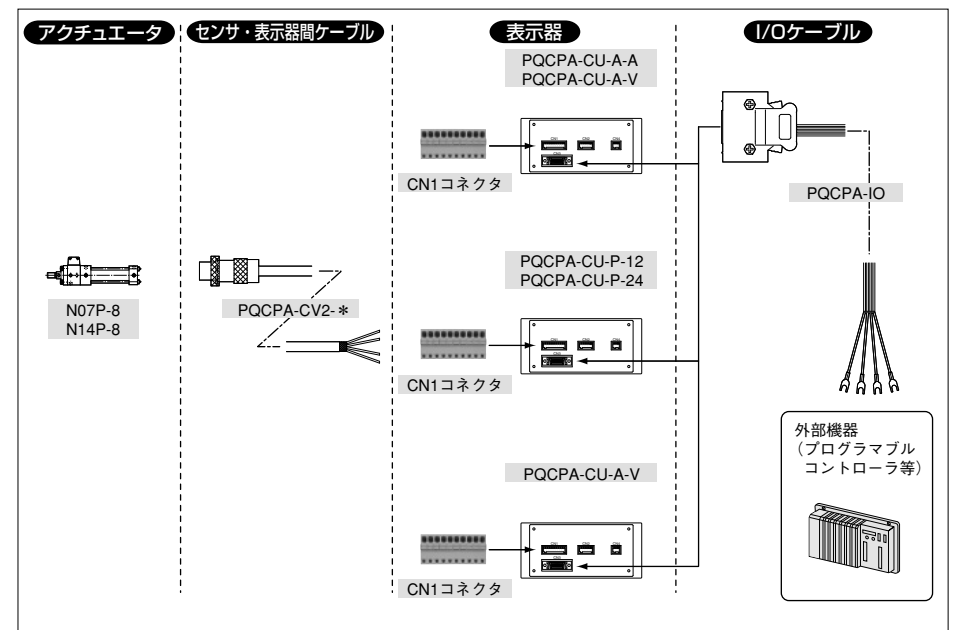 アクチュエータ
センサ・表示器間ケーブル
表示器
I/Oケーブル
PQCPA-CU-A-A
PQCPA-CU-A-V
CN1コネクタ
PQCPA-IO
N07P-8
N14P-8
PQCPA-CV2-＊
PQCPA-CU-P-12
PQCPA-CU-P-24
CN1コネクタ
外部機器
（プログラマブル
コントローラ等）
PQCPA-CU-A-V
CN1コネクタ